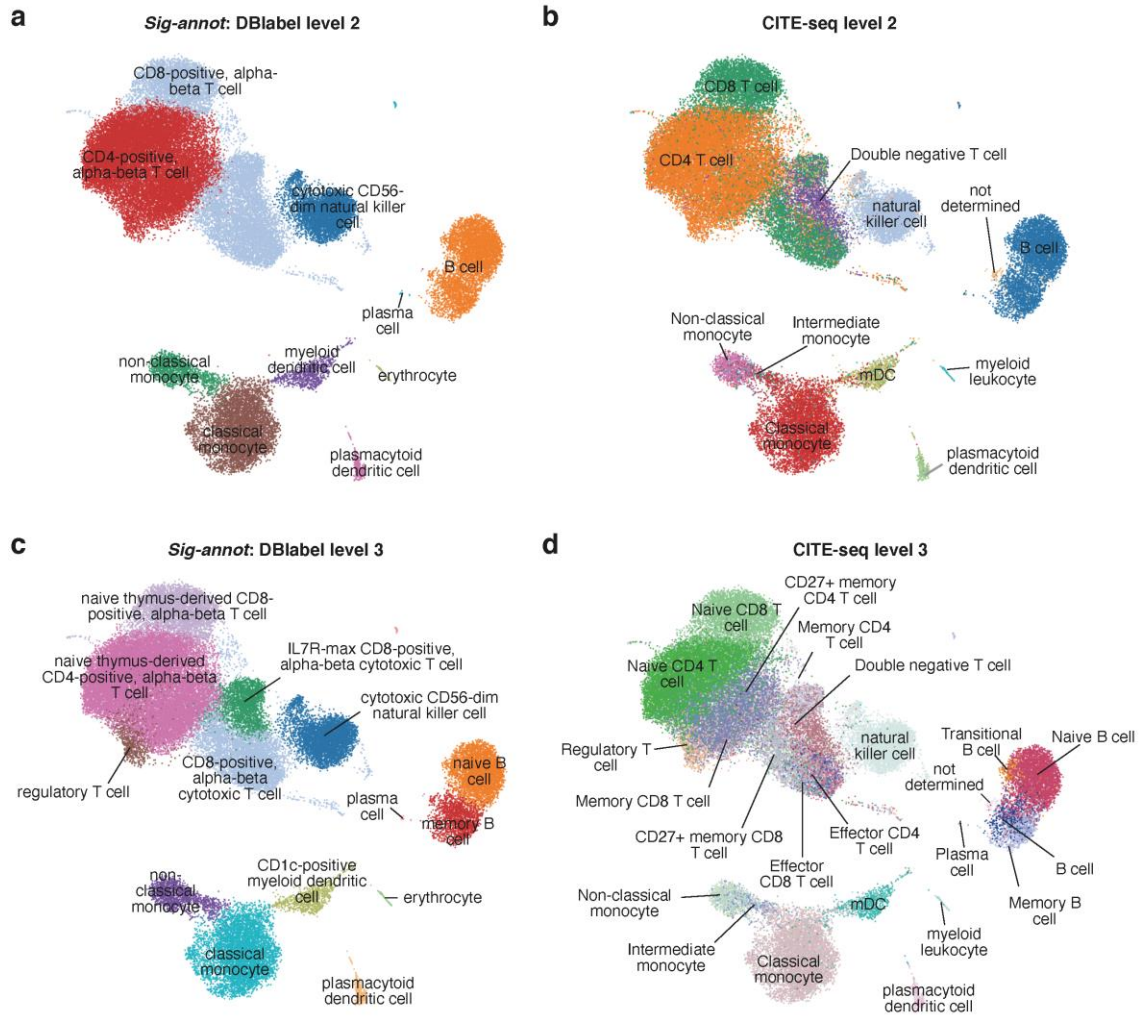 a
Sig-annot: DBlabel level 2
CD8-positive, alpha-
beta T cell
CD4-positive,
alpha-beta T cell
cytotoxic CD56-
dim natural killer
cell
B cell
plasma
cell
non-classical
monocyte
myeloid
dendritic cell
erythrocyte
classical
monocyte
plasmacytoid
dendritic cell
b
CITE-seq level 2
CD8 T cell
CD4 T cell
Double negative T cell
natural
killer cell
not
determined
B cell
Non-classical
monocyte
Intermediate
monocyte
mDC
myeloid
leukocyte
Classical
monocyte
plasmacytoid
dendritic cell
c
Sig-annot: DBlabel level 3
naive thymus-derived CD8-
positive, alpha-beta T cell
naive thymus-derived
CD4-positive, alpha-beta
T cell
IL7R-max CD8-positive,
alpha-beta cytotoxic T cell
cytotoxic CD56-dim
natural killer cell
regulatory T cell
CD8-positive,
alpha-beta
cytotoxic T cell
naive B
cell
plasma
cell
memory B
cell
non-
classical
monocyte
CD1c-positive
myeloid dendritic
cell
erythrocyte
classical
monocyte
plasmacytoid
dendritic cell
d
CITE-seq level 3
CD27+ memory
CD4 T cell
Naive CD8 T
cell
Memory CD4
T cell
Naive CD4 T
cell
Double negative T cell
Regulatory T
cell
natural
killer cell
Transitional
B cell
Naive B cell
not
determined
Memory CD8 T cell
CD27+ memory CD8
T cell
Effector CD4
T cell
Effector
CD8 T cell
Plasma
cell
B cell
Memory B
cell
Non-classical
monocyte
mDC
Intermediate
monocyte
myeloid
leukocyte
Classical
monocyte
plasmacytoid
dendritic cell